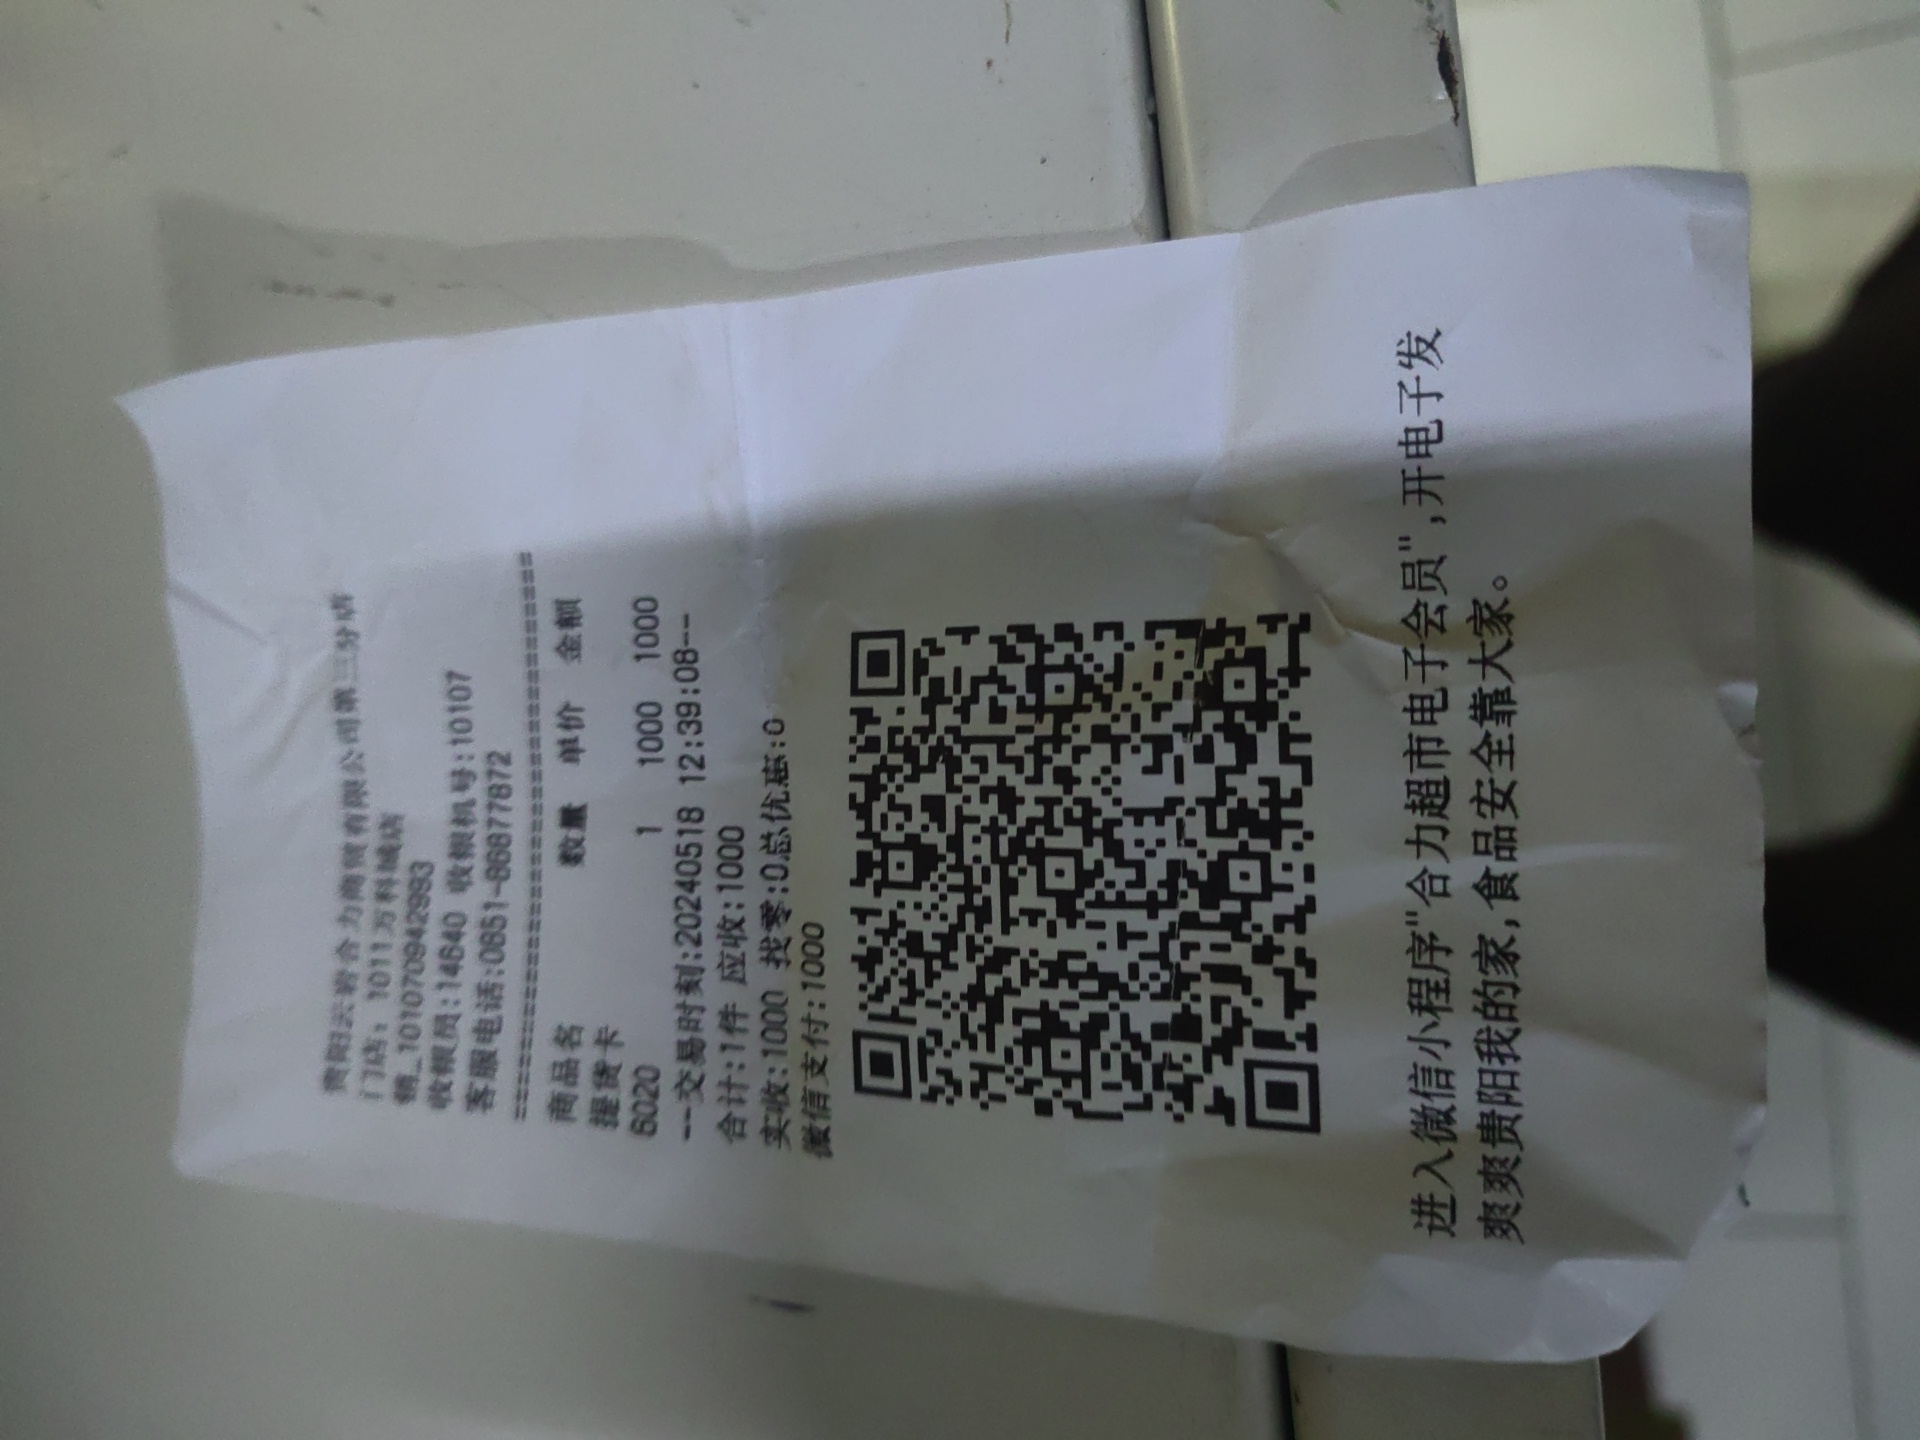 贵阳云岩合力商贸有限公司第三分店
门店：1011万科城店
销_10107094​2993
收银员:14640 收银机号:10107
客服电话:0851-86877872
==================================
商品名 数量 单价 金额
提货卡
6020 1 1000 1000
--交易时刻:20240518 12:39:08--
合计:1件 应收:1000
实收:1000 找零:0总优惠:0
微信支付:1000
进入微信小程序"合力超市电子会员",开电子发
爽爽贵阳我的家,食品安全靠大家。